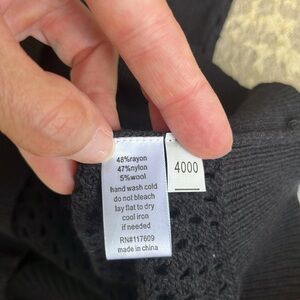 48%rayon
47%nylon
5%wool
hand wash cold
do not bleach
lay flat to dry
cool iron
if needed
RN#117609
made in china
4000